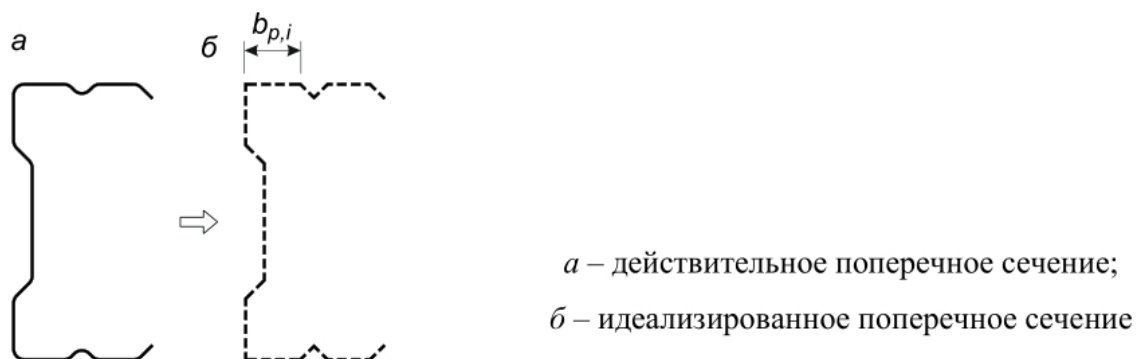 а
б
b_{p,i}
а – действительное поперечное сечение;
б – идеализированное поперечное сечение